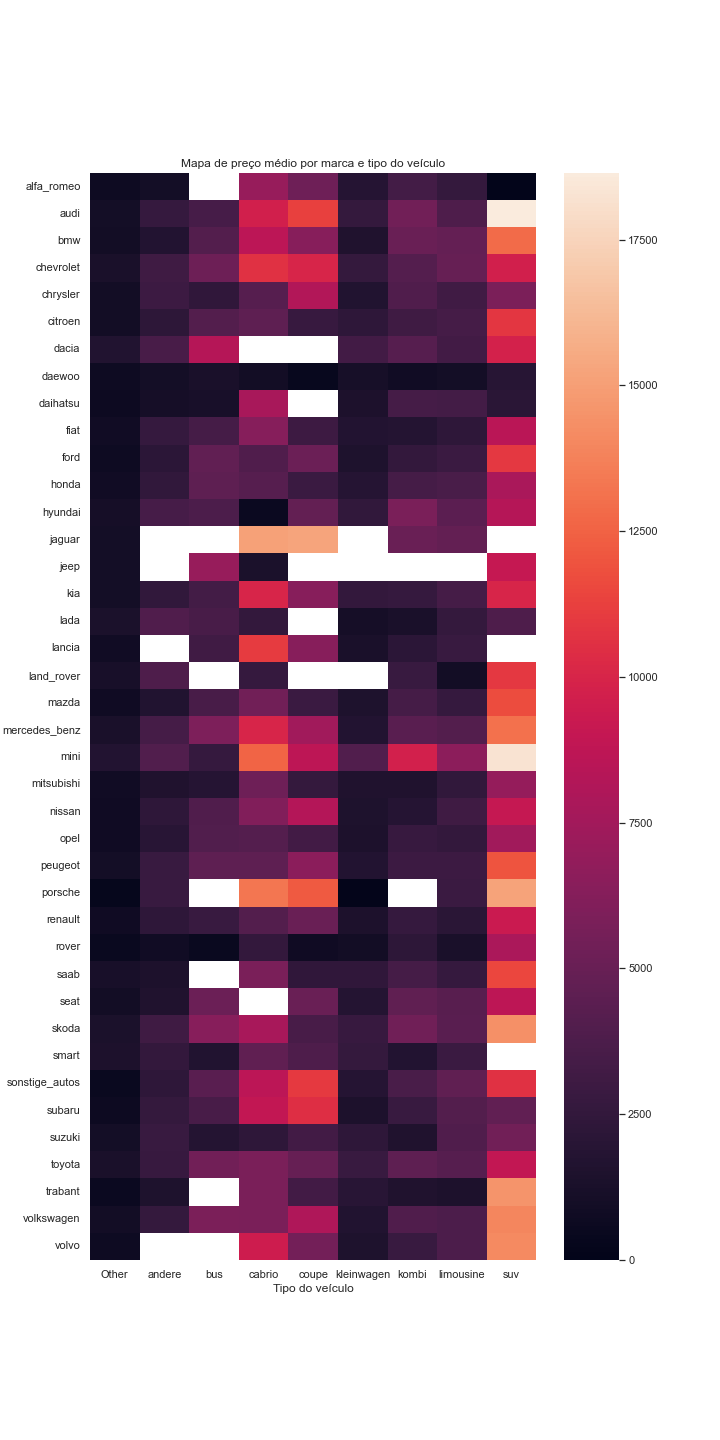 Mapa de preço médio por marca e tipo do veículo
alfa_romeo
audi
bmw
chevrolet
chrysler
citroen
dacia
daewoo
daihatsu
fiat
ford
honda
hyundai
jaguar
jeep
kia
lada
lancia
land_rover
mazda
mercedes_benz
mini
mitsubishi
nissan
opel
peugeot
porsche
renault
rover
saab
seat
skoda
smart
sonstige_autos
subaru
suzuki
toyota
trabant
volkswagen
volvo
Other andere bus cabrio coupe kleinwagen kombi limousine suv
Tipo do veículo
17500
15000
12500
10000
7500
5000
2500
0